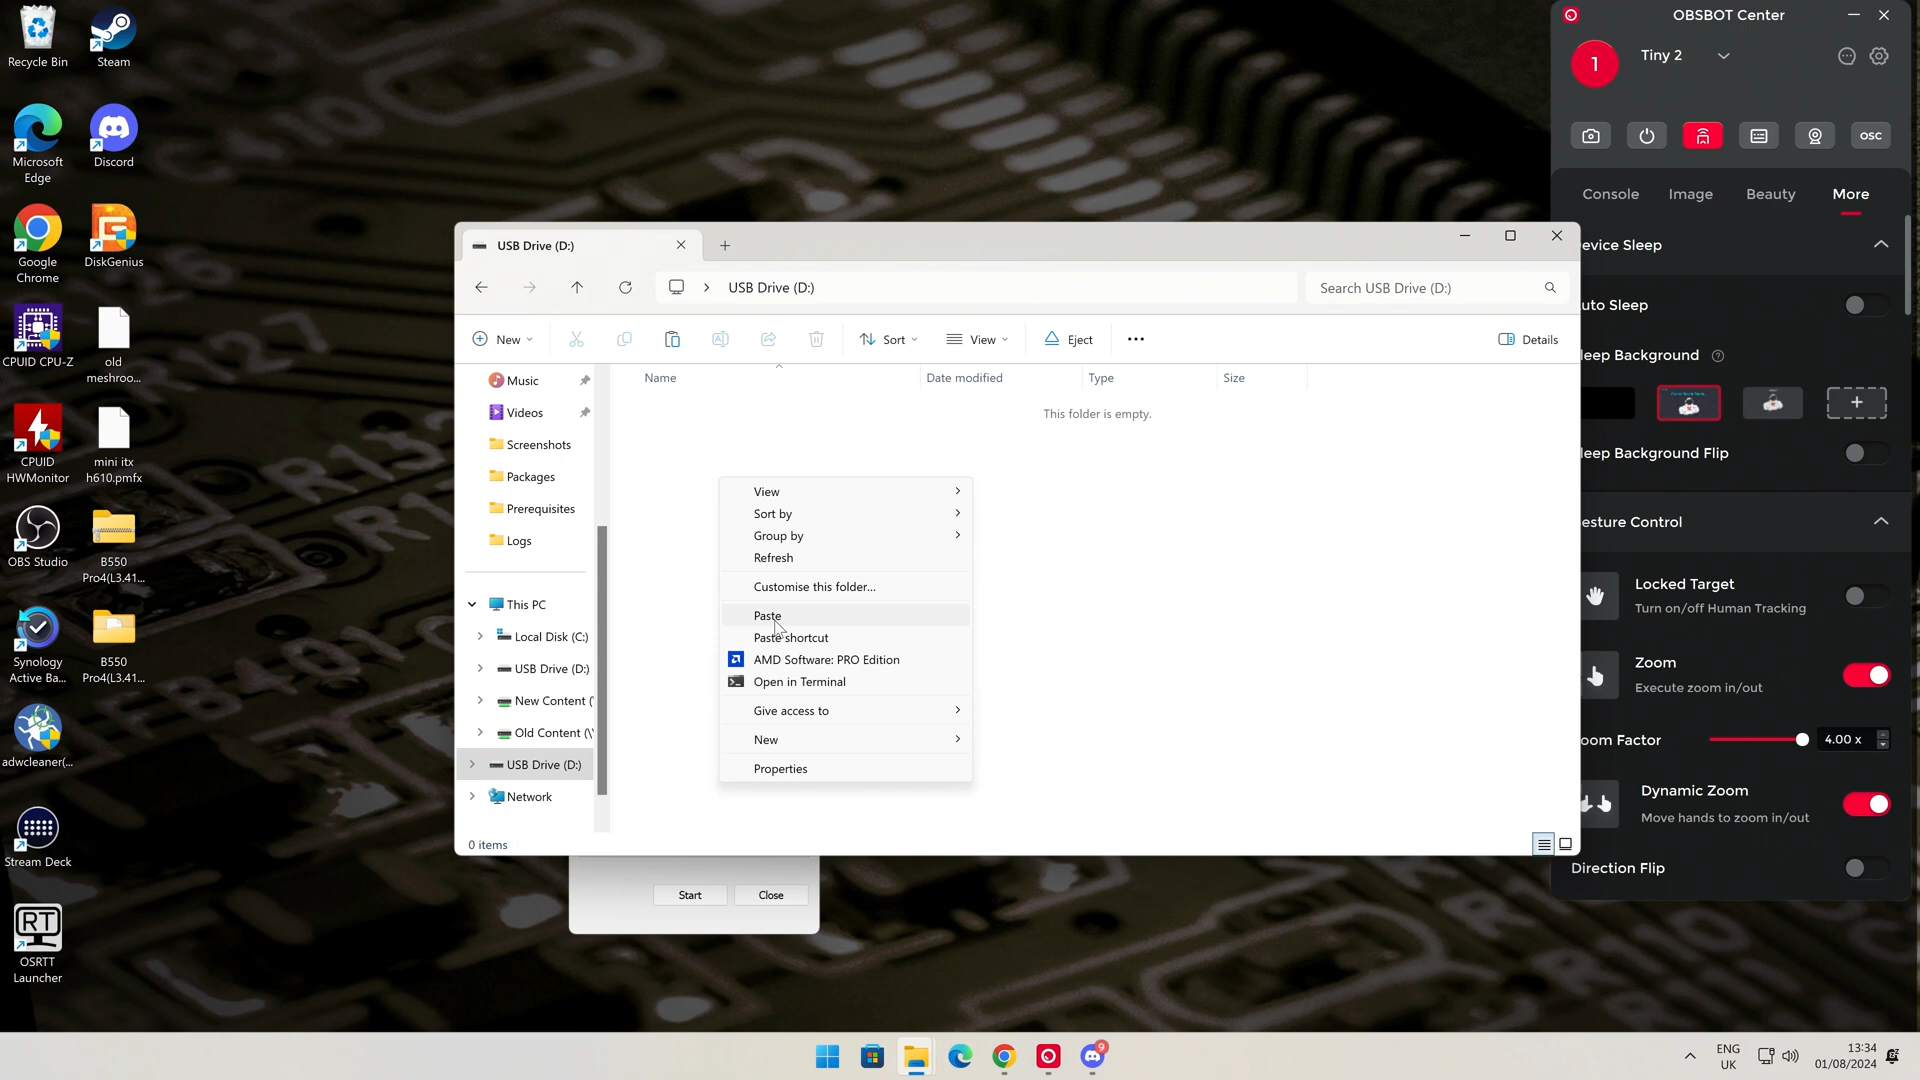 Recycle Bin
Steam
Microsoft
Edge
Discord
Google
Chrome
DiskGenius
CPUID CPU-Z
old
meshroo...
CPUID
HWMonitor
mini itx
h610.pmfx
OBS Studio
B550
Pro4(L3.41...
Synology
Active Ba...
B550
Pro4(L3.41...
adwcleaner(...
Stream Deck
RT
OSRTT
Launcher
USB Drive (D:)
USB Drive (D:)
Search USB Drive (D:)
New
Sort
View
Eject
Details
Music
Videos
Screenshots
Packages
Prerequisites
Logs
This PC
Local Disk (C:)
USB Drive (D:)
New Content (
Old Content (\
USB Drive (D:)
Network
Name
Date modified
Type
Size
This folder is empty.
View
Sort by
Group by
Refresh
Customise this folder...
Paste
Paste shortcut
AMD Software: PRO Edition
Open in Terminal
Give access to
New
Properties
0 items
Start
Close
OBSBOT Center
1
Tiny 2
OSC
Console
Image
Beauty
More
evice Sleep
uto Sleep
leep Background
leep Background Flip
esture Control
Locked Target
Turn on/off Human Tracking
Zoom
Execute zoom in/out
oom Factor
4.00 x
Dynamic Zoom
Move hands to zoom in/out
Direction Flip
9
ENG
UK
13:34
01/08/2024